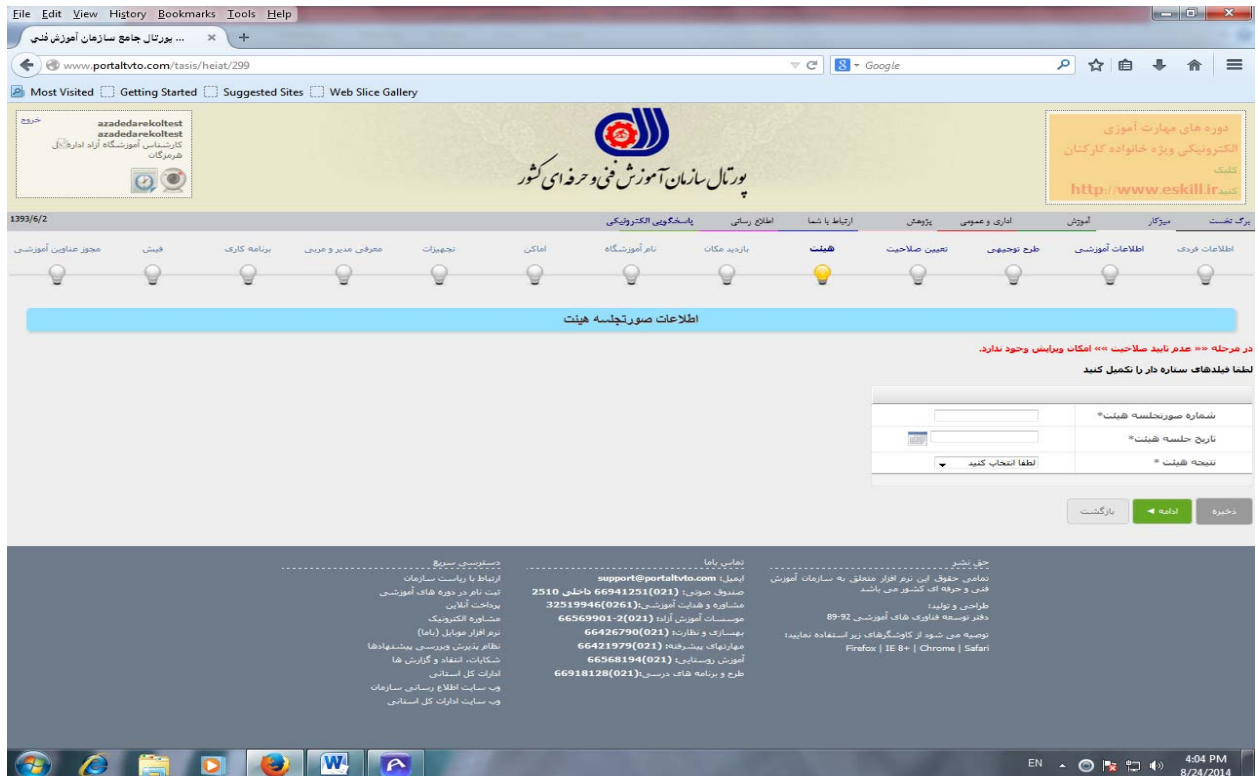 File Edit View History Bookmarks Tools Help
... پورتال جامع سازمان آموزش فنی × +
www.portaltvto.com/tasis/heiat/299
Google
Most Visited Getting Started Suggested Sites Web Slice Gallery
خروج
azadedarekoltest
azadedarekoltest
کارشناس آموزشگاه آزاد اداره کل
هرمزگان
پورتال سازمان آموزش فنی و حرفه ای کشور
دوره های مهارت آموزی
الکترونیکی ویژه خانواده کارکنان
کلیک
کنید http://www.eskill.ir
برگ نخست میزکار آموزش اداری و عمومی پژوهش ارتباط با شما اطلاع رسانی پاسخگویی الکترونیکی 1393/6/2
اطلاعات فردی اطلاعات آموزشی طرح توجیهی تعیین صلاحیت هیئت بازدید مکان نام آموزشگاه اماکن تجهیزات معرفی مدیر و مربی برنامه کاری فیش مجوز عناوین آموزشی
اطلاعات صورتجلسه هیئت
در مرحله «« عدم تایید صلاحیت »» امکان ویرایش وجود ندارد.
لطفا فیلدهای ستاره دار را تکمیل کنید
شماره صورتجلسه هیئت*
تاریخ جلسه هیئت*
نتیجه هیئت * لطفا انتخاب کنید
ذخیره ادامه بازگشت
حق نشر
تمامی حقوق این نرم افزار متعلق به سازمان آموزش
فنی و حرفه ای کشور می باشد
طراحی و تولید:
دفتر توسعه فناوری های آموزشی 92-89
توصیه می شود از کاوشگرهای زیر استفاده نمایید:
Firefox | IE 8+ | Chrome | Safari
تماس باما
ایمیل: support@portaltvto.com
صندوق صوتی: 66941251(021) داخلی 2510
مشاوره و هدایت آموزشی:32519946(0261)
موسسات آموزش آزاد: 66569901-2(021)
بهسازی و نظارت: 66426790(021)
مهارتهای پیشرفته: 66421979(021)
آموزش روستایی: 66568194(021)
طرح و برنامه های درسی:66918128(021)
دسترسی سریع
ارتباط با ریاست سازمان
ثبت نام در دوره های آموزشی
پرداخت آنلاین
مشاوره الکترونیک
نرم افزار موبایل (باما)
نظام پذیرش وبررسی پیشنهادها
شکایات، انتقاد و گزارش ها
ادارات کل استانی
وب سایت اطلاع رسانی سازمان
وب سایت ادارات کل استانی
EN
4:04 PM
8/24/2014